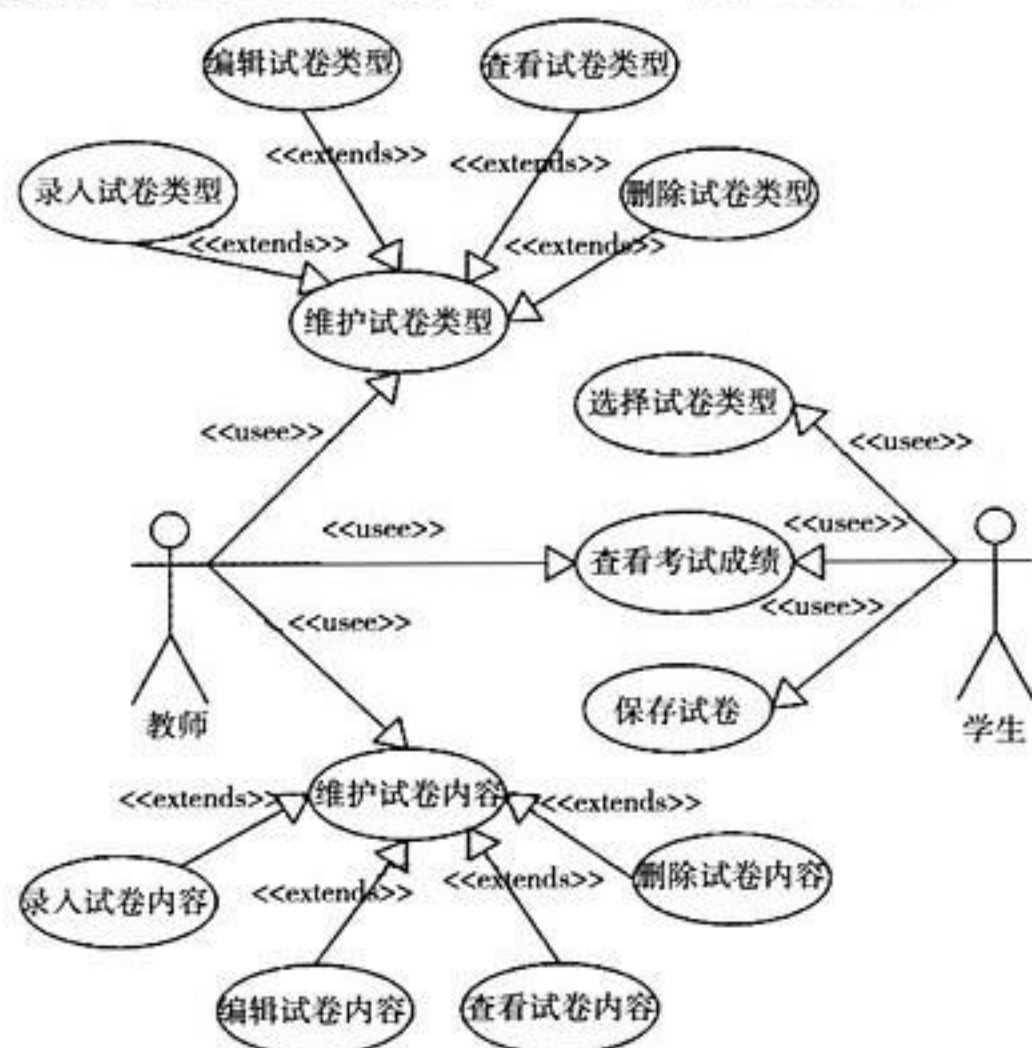 编辑试卷类型
查看试卷类型
<<extends>>
<<extends>>
录入试卷类型
删除试卷类型
<<extends>>
<<extends>>
维护试卷类型
选择试卷类型
<<usee>>
<<usee>>
<<usee>>
<<usee>>
查看考试成绩
<<usee>>
<<usee>>
保存试卷
教师
学生
<<extends>>
维护试卷内容
<<extends>>
录入试卷内容
<<extends>>
<<extends>>
删除试卷内容
编辑试卷内容
查看试卷内容